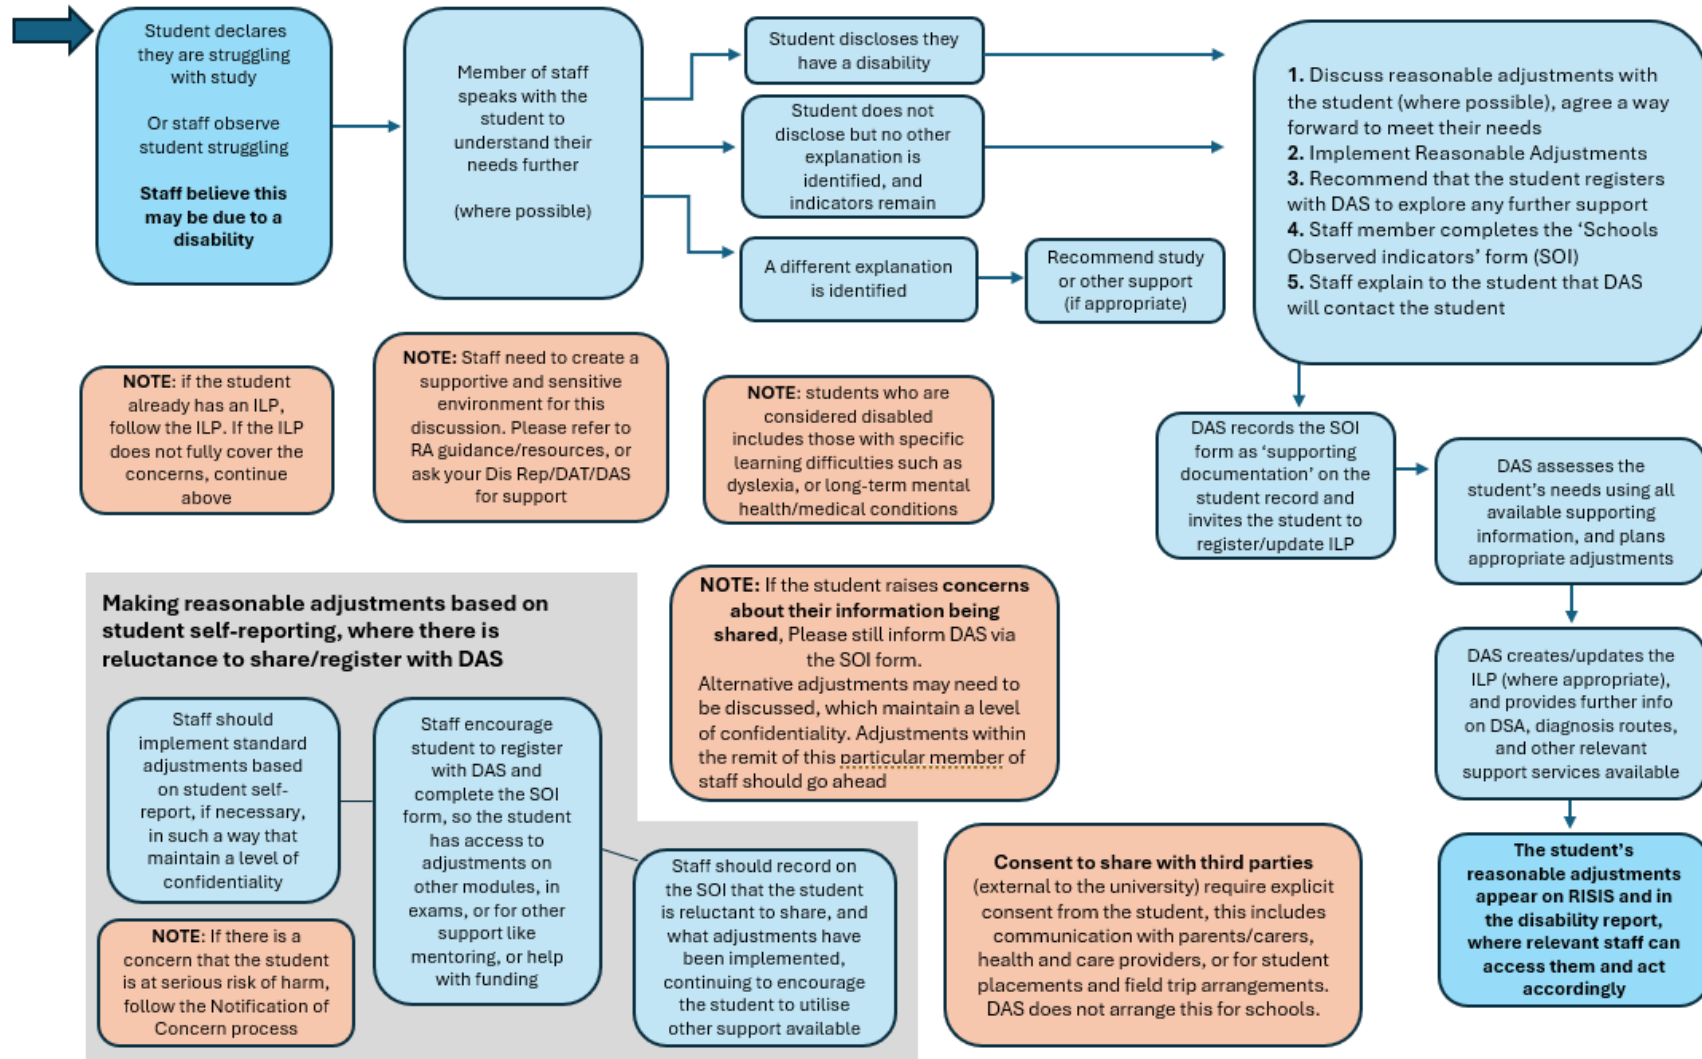 Student declares
they are struggling
with study
Or staff observe
student struggling
Staff believe this
may be due to a
disability
Member of staff
speaks with the
student to
understand their
needs further
(where possible)
Student discloses they
have a disability
Student does not
disclose but no other
explanation is
identified, and
indicators remain
A different explanation
is identified
Recommend study
or other support
(if appropriate)
1. Discuss reasonable adjustments with
the student (where possible), agree a way
forward to meet their needs
2. Implement Reasonable Adjustments
3. Recommend that the student registers
with DAS to explore any further support
4. Staff member completes the ‘Schools
Observed indicators’ form (SOI)
5. Staff explain to the student that DAS
will contact the student
NOTE: if the student
already has an ILP,
follow the ILP. If the ILP
does not fully cover the
concerns, continue
above
NOTE: Staff need to create a
supportive and sensitive
environment for this
discussion. Please refer to
RA guidance/resources, or
ask your Dis Rep/DAT/DAS
for support
NOTE: students who are
considered disabled
includes those with specific
learning difficulties such as
dyslexia, or long-term mental
health/medical conditions
DAS records the SOI
form as ‘supporting
documentation’ on the
student record and
invites the student to
register/update ILP
DAS assesses the
student’s needs using all
available supporting
information, and plans
appropriate adjustments
DAS creates/updates the
ILP (where appropriate),
and provides further info
on DSA, diagnosis routes,
and other relevant
support services available
The student’s
reasonable adjustments
appear on RISIS and in
the disability report,
where relevant staff can
access them and act
accordingly
NOTE: If the student raises concerns
about their information being
shared, Please still inform DAS via
the SOI form.
Alternative adjustments may need to
be discussed, which maintain a level
of confidentiality. Adjustments within
the remit of this particular member of
staff should go ahead
Making reasonable adjustments based on
student self-reporting, where there is
reluctance to share/register with DAS
Staff should
implement standard
adjustments based
on student self-
report, if necessary,
in such a way that
maintain a level of
confidentiality
Staff encourage
student to register
with DAS and
complete the SOI
form, so the student
has access to
adjustments on
other modules, in
exams, or for other
support like
mentoring, or help
with funding
Staff should record on
the SOI that the student
is reluctant to share, and
what adjustments have
been implemented,
continuing to encourage
the student to utilise
other support available
NOTE: If there is a
concern that the student
is at serious risk of harm,
follow the Notification of
Concern process
Consent to share with third parties
(external to the university) require explicit
consent from the student, this includes
communication with parents/carers,
health and care providers, or for student
placements and field trip arrangements.
DAS does not arrange this for schools.